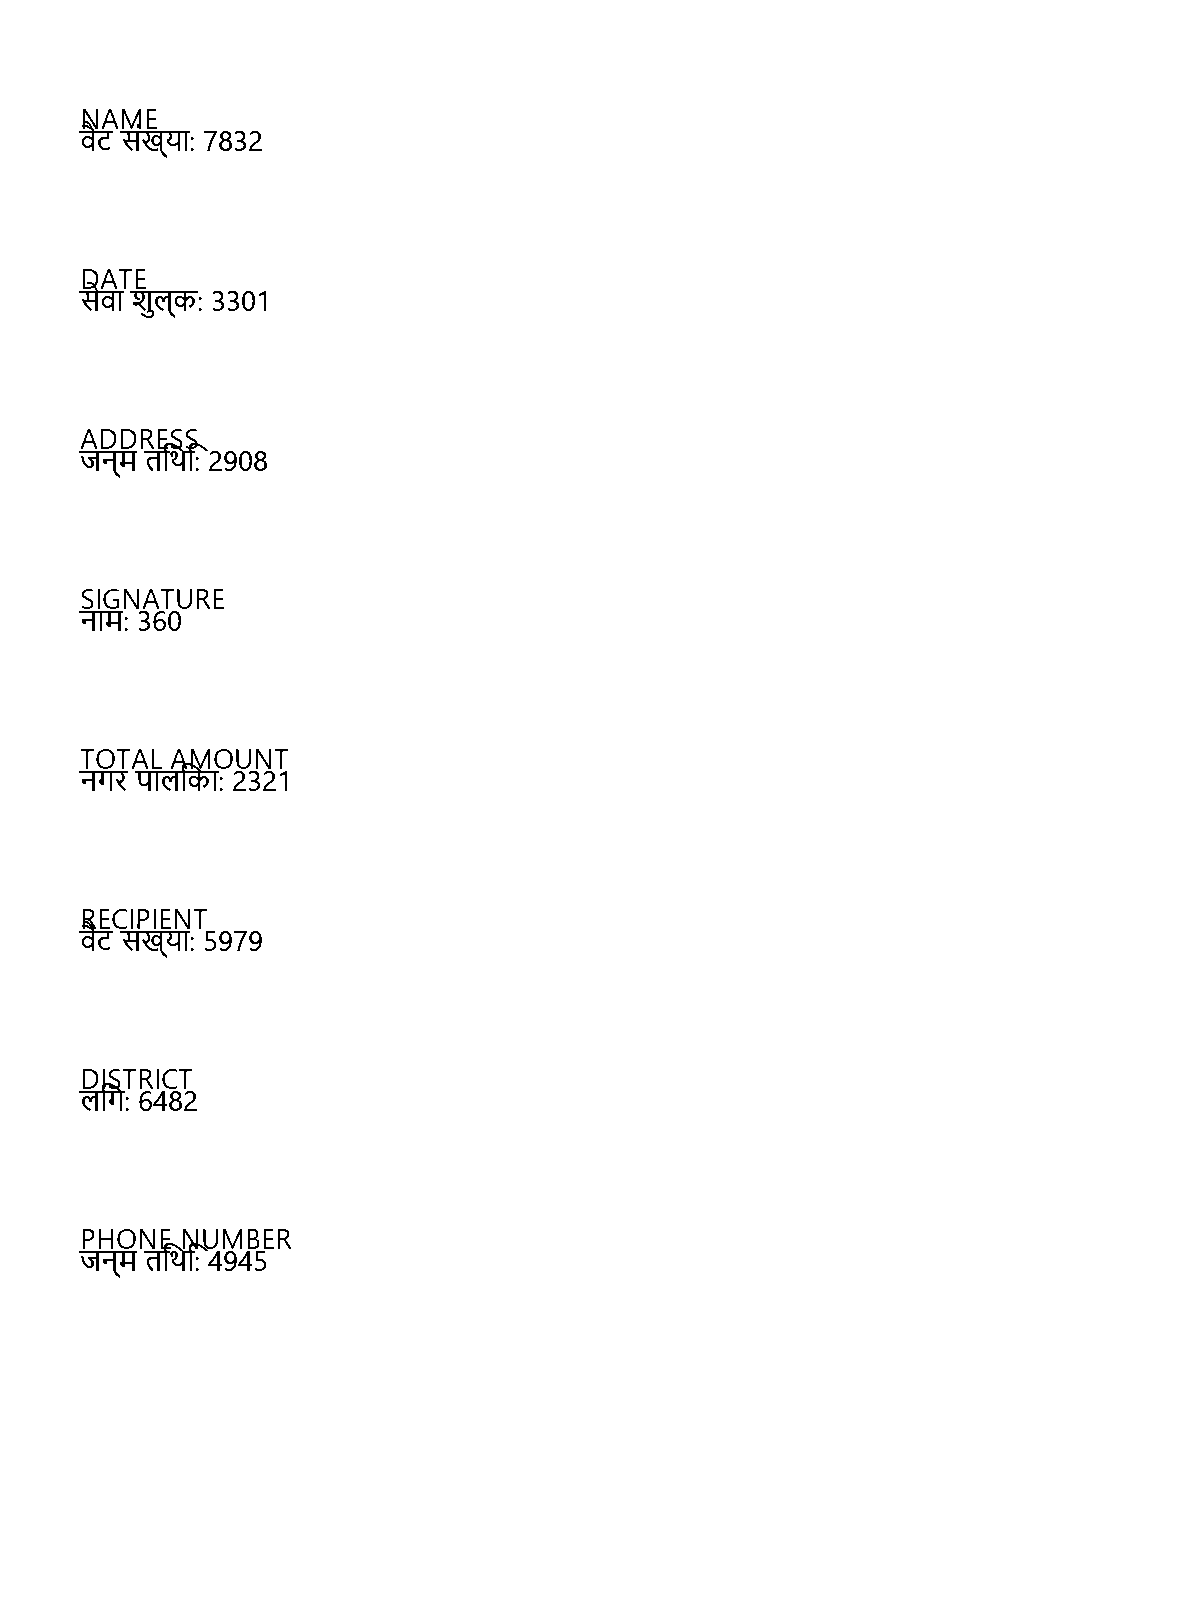 NAME
वैट संख्या: 7832
DATE
सेवा शुल्क: 3301
ADDRESS
जन्म तिथि: 2908
SIGNATURE
नाम: 360
TOTAL AMOUNT
नगर पालिका: 2321
RECIPIENT
वैट संख्या: 5979
DISTRICT
लिंग: 6482
PHONE NUMBER
जन्म तिथि: 4945